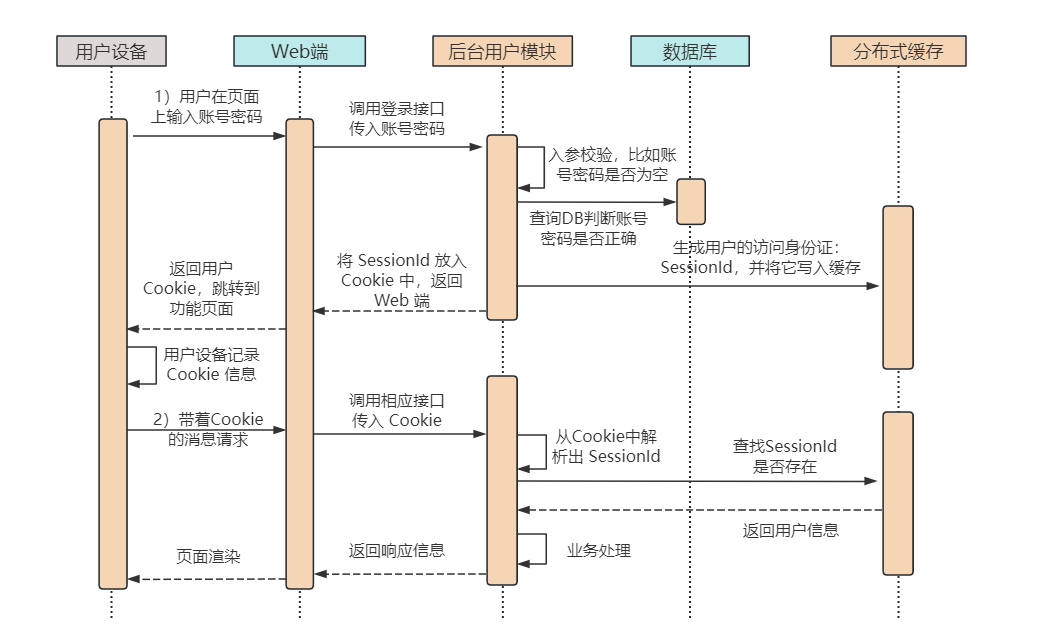 用户设备
Web端
后台用户模块
数据库
分布式缓存
1）用户在页面
上输入账号密码
调用登录接口
传入账号密码
入参校验，比如账
号密码是否为空
查询DB判断账号
密码是否正确
生成用户的访问身份证：
SessionId，并将它写入缓存
将 SessionId 放入
Cookie 中，返回
Web 端
返回用户
Cookie，跳转到
功能页面
用户设备记录
Cookie 信息
2）带着Cookie
的消息请求
调用相应接口
传入 Cookie
从Cookie中解
析出 SessionId
查找SessionId
是否存在
返回用户信息
业务处理
返回响应信息
页面渲染